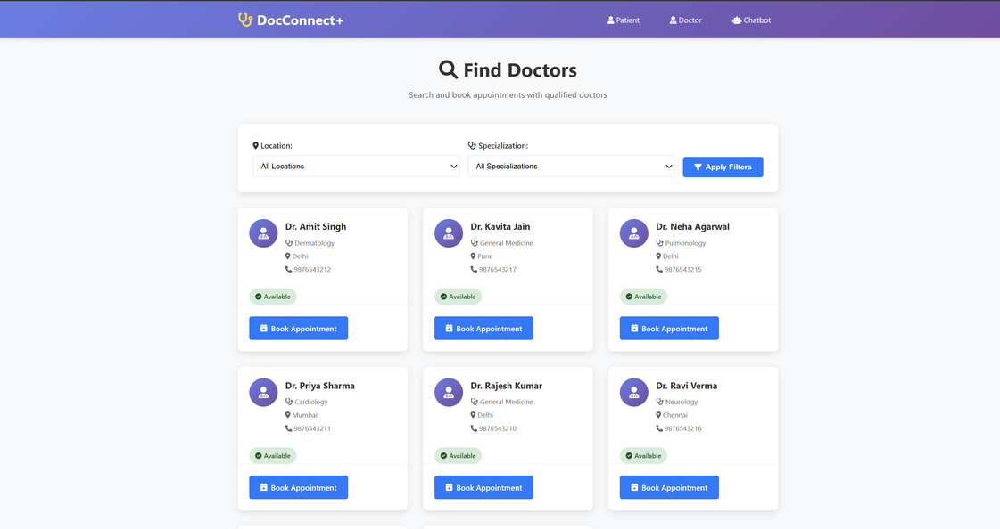 DocConnect+
Patient
Doctor
Chatbot
Find Doctors
Search and book appointments with qualified doctors
Location:
All Locations
Specialization:
All Specializations
Apply Filters
Dr. Amit Singh
Dermatology
Delhi
9876543212
Available
Book Appointment
Dr. Kavita Jain
General Medicine
Pune
9876543217
Available
Book Appointment
Dr. Neha Agarwal
Pulmonology
Delhi
9876543215
Available
Book Appointment
Dr. Priya Sharma
Cardiology
Mumbai
9876543211
Available
Book Appointment
Dr. Rajesh Kumar
General Medicine
Delhi
9876543210
Available
Book Appointment
Dr. Ravi Verma
Neurology
Chennai
9876543216
Available
Book Appointment